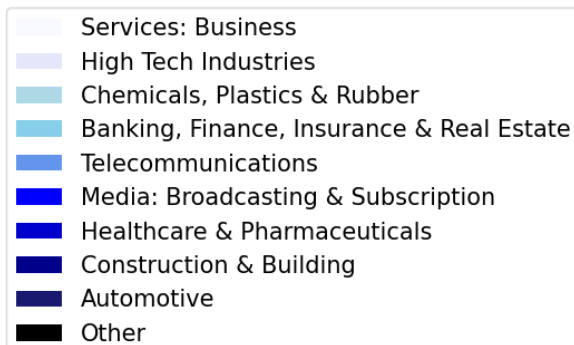 Services: Business
High Tech Industries
Chemicals, Plastics & Rubber
Banking, Finance, Insurance & Real Estate
Telecommunications
Media: Broadcasting & Subscription
Healthcare & Pharmaceuticals
Construction & Building
Automotive
Other